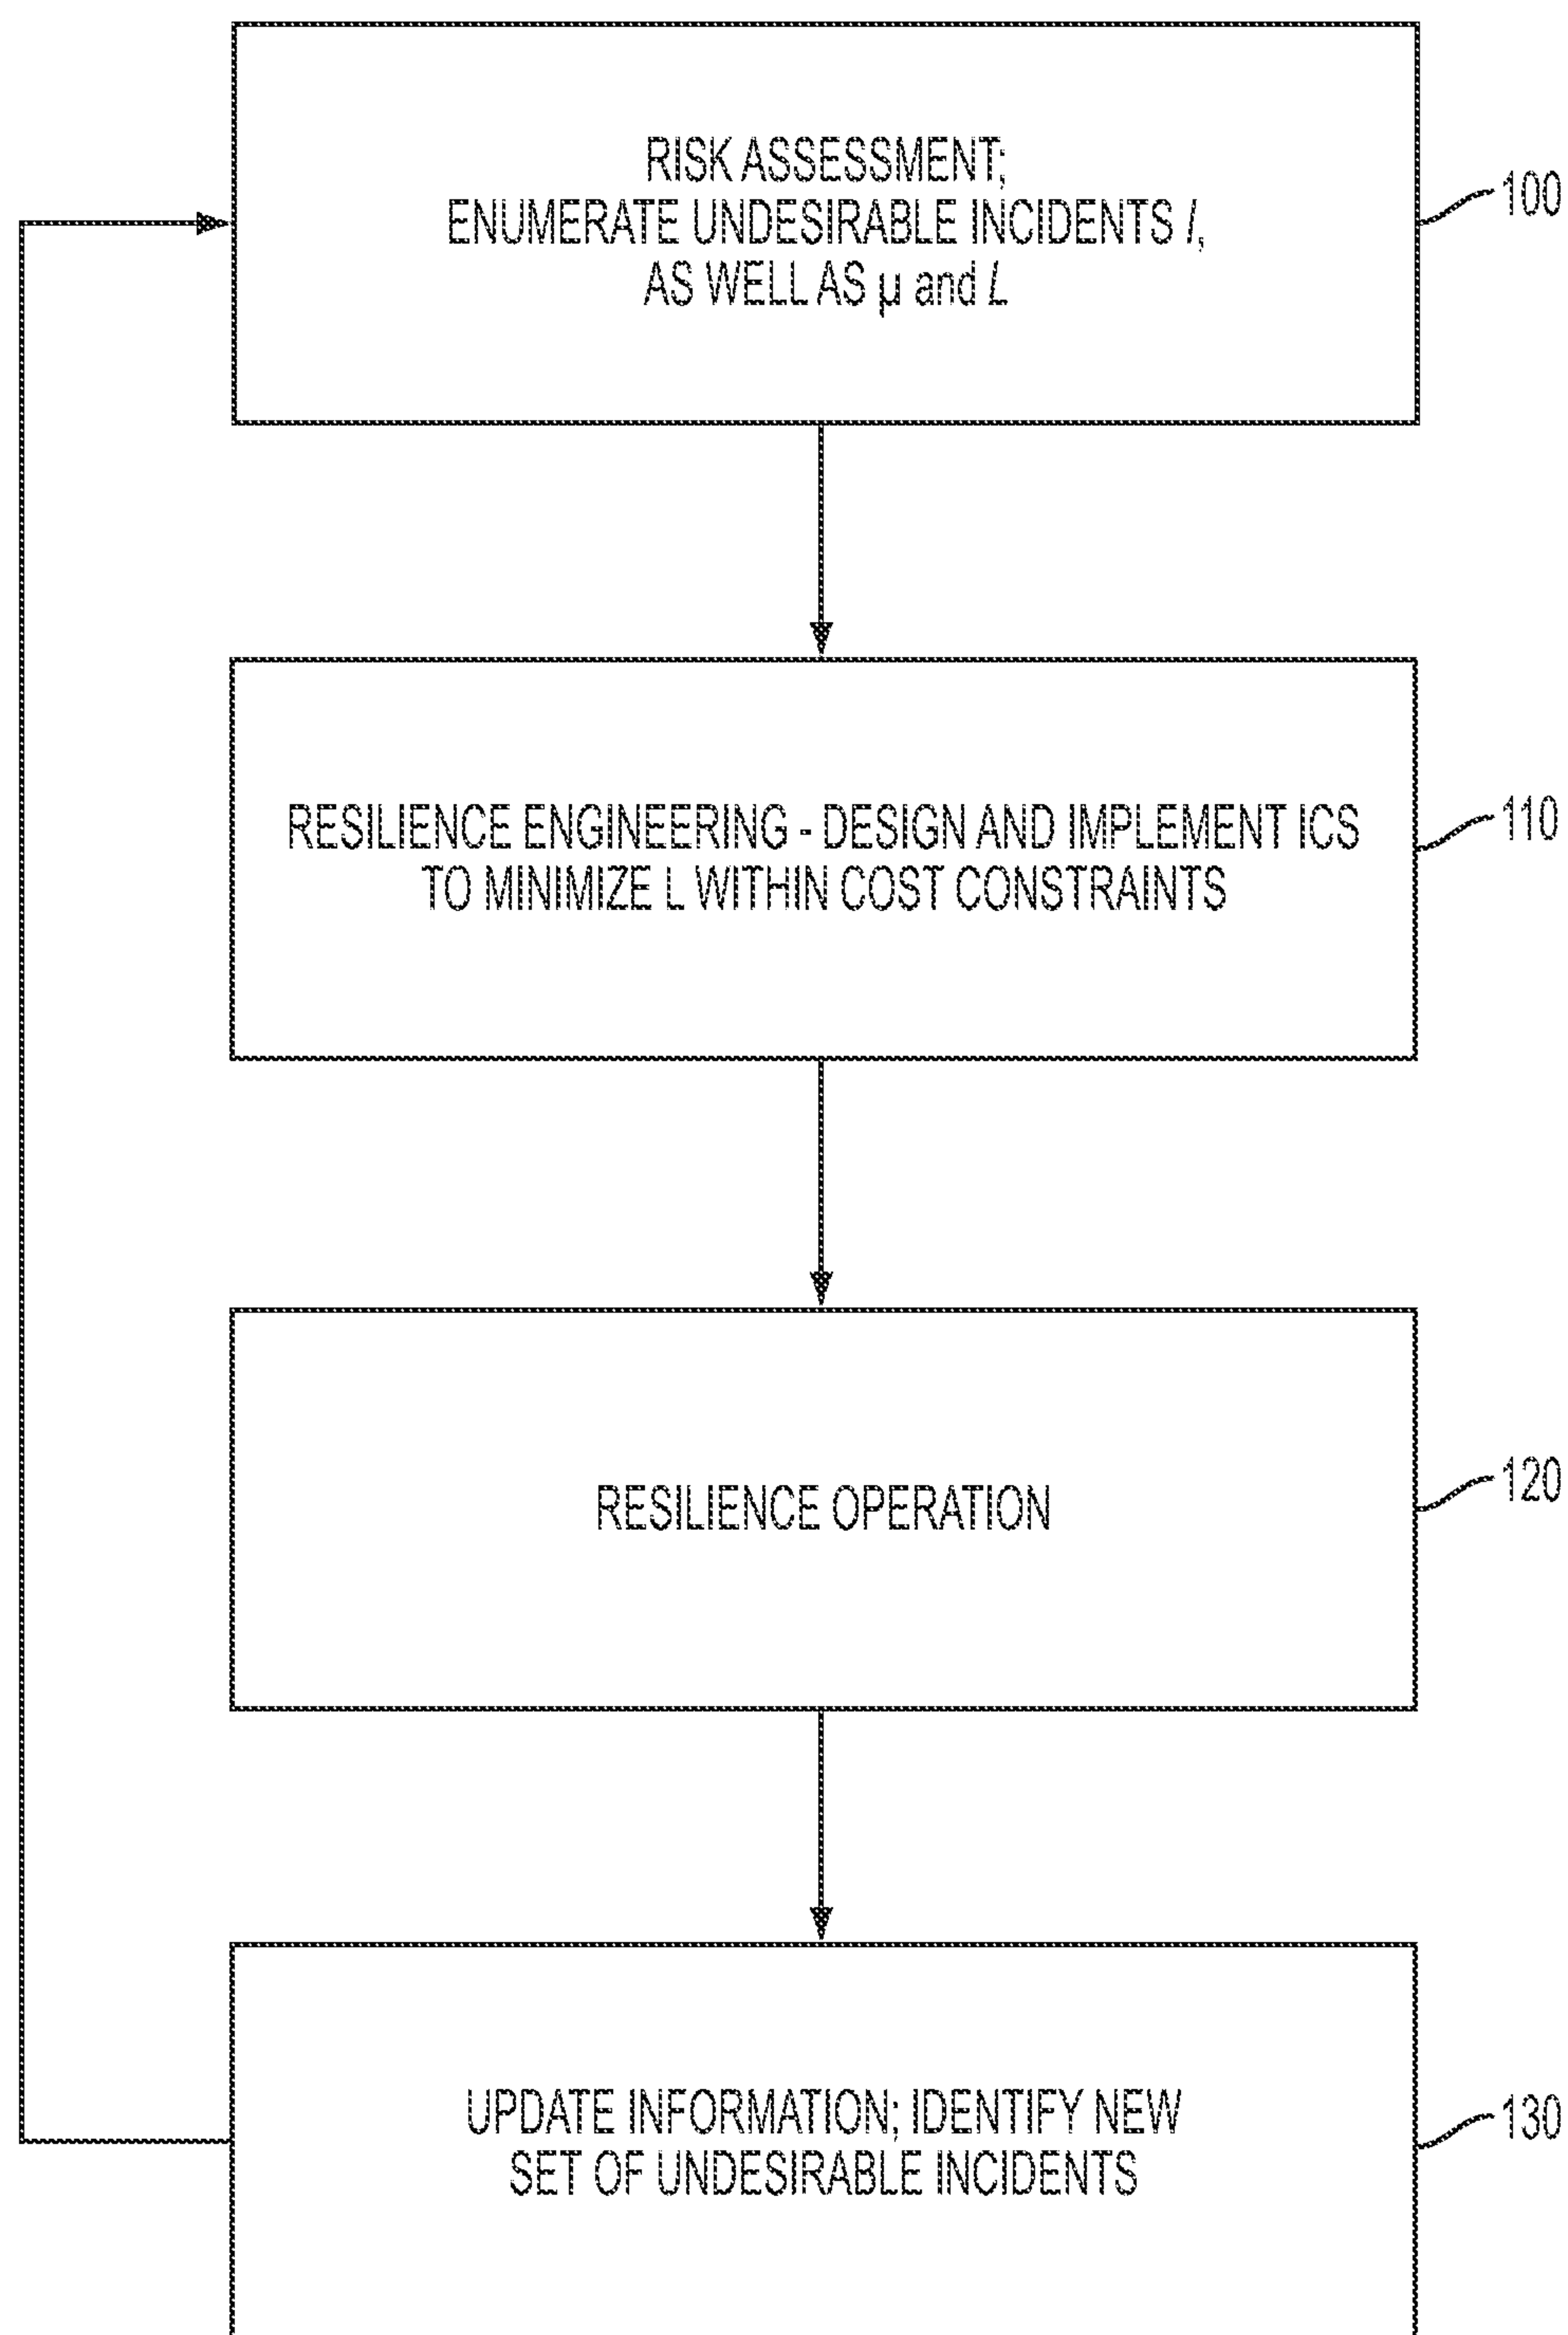 RISK ASSESSMENT;
ENUMERATE UNDESIRABLE INCIDENTS I,
AS WELL AS μ and L
100
RESILIENCE ENGINEERING - DESIGN AND IMPLEMENT ICS
TO MINIMIZE L WITHIN COST CONSTRAINTS
110
RESILIENCE OPERATION
120
UPDATE INFORMATION; IDENTIFY NEW
SET OF UNDESIRABLE INCIDENTS
130